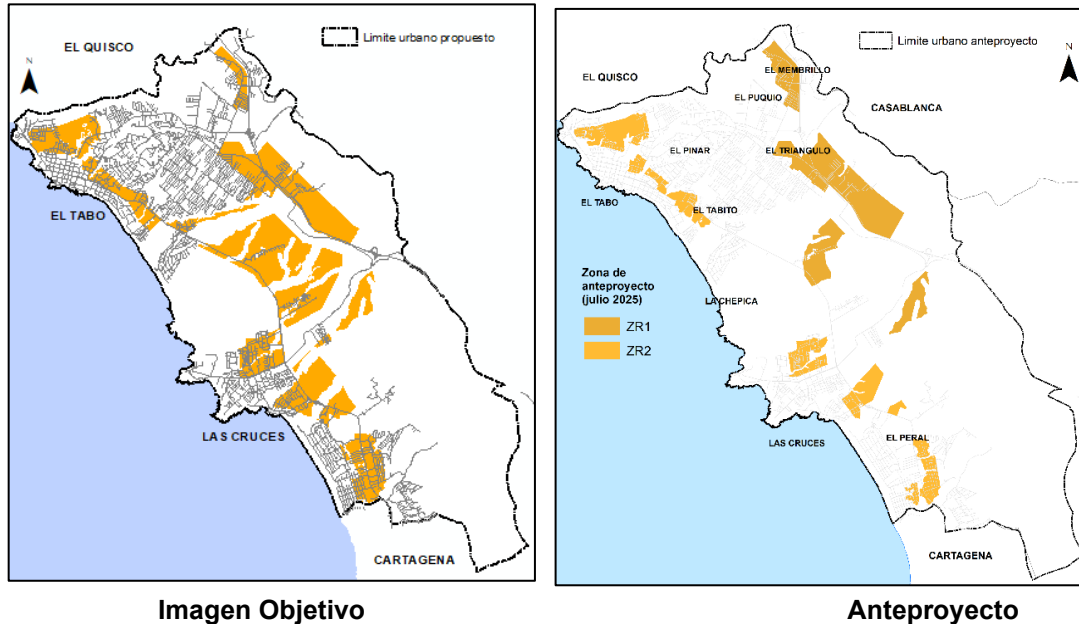 EL QUISCO
Limite urbano propuesto
N
EL TABO
LAS CRUCES
CARTAGENA
Imagen Objetivo
Limite urbano anteproyecto
N
EL MEMBRILLO
EL QUISCO
EL PUQUIO
CASABLANCA
EL PINAR
EL TRIANGULO
EL TABO
EL TABITO
Zona de
anteproyecto
(julio 2025)
LA CHEPICA
ZR1
ZR2
LAS CRUCES
EL PERAL
CARTAGENA
Anteproyecto